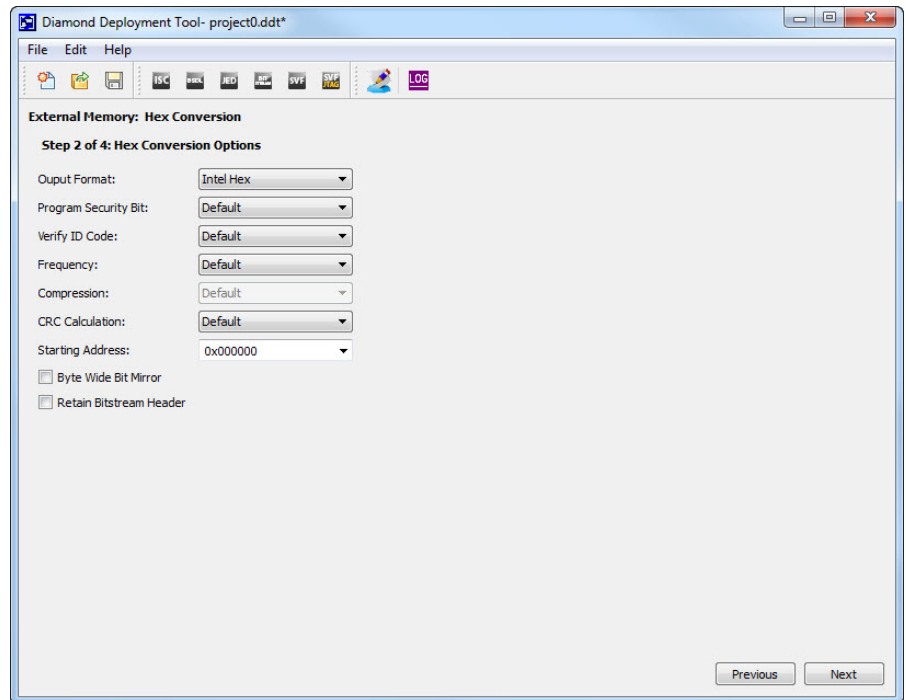 Diamond Deployment Tool- project0.ddt*
File Edit Help
ISC JED SVF LOG
External Memory: Hex Conversion
Step 2 of 4: Hex Conversion Options
Ouput Format: Intel Hex
Program Security Bit: Default
Verify ID Code: Default
Frequency: Default
Compression: Default
CRC Calculation: Default
Starting Address: 0x000000
Byte Wide Bit Mirror
Retain Bitstream Header
Previous Next